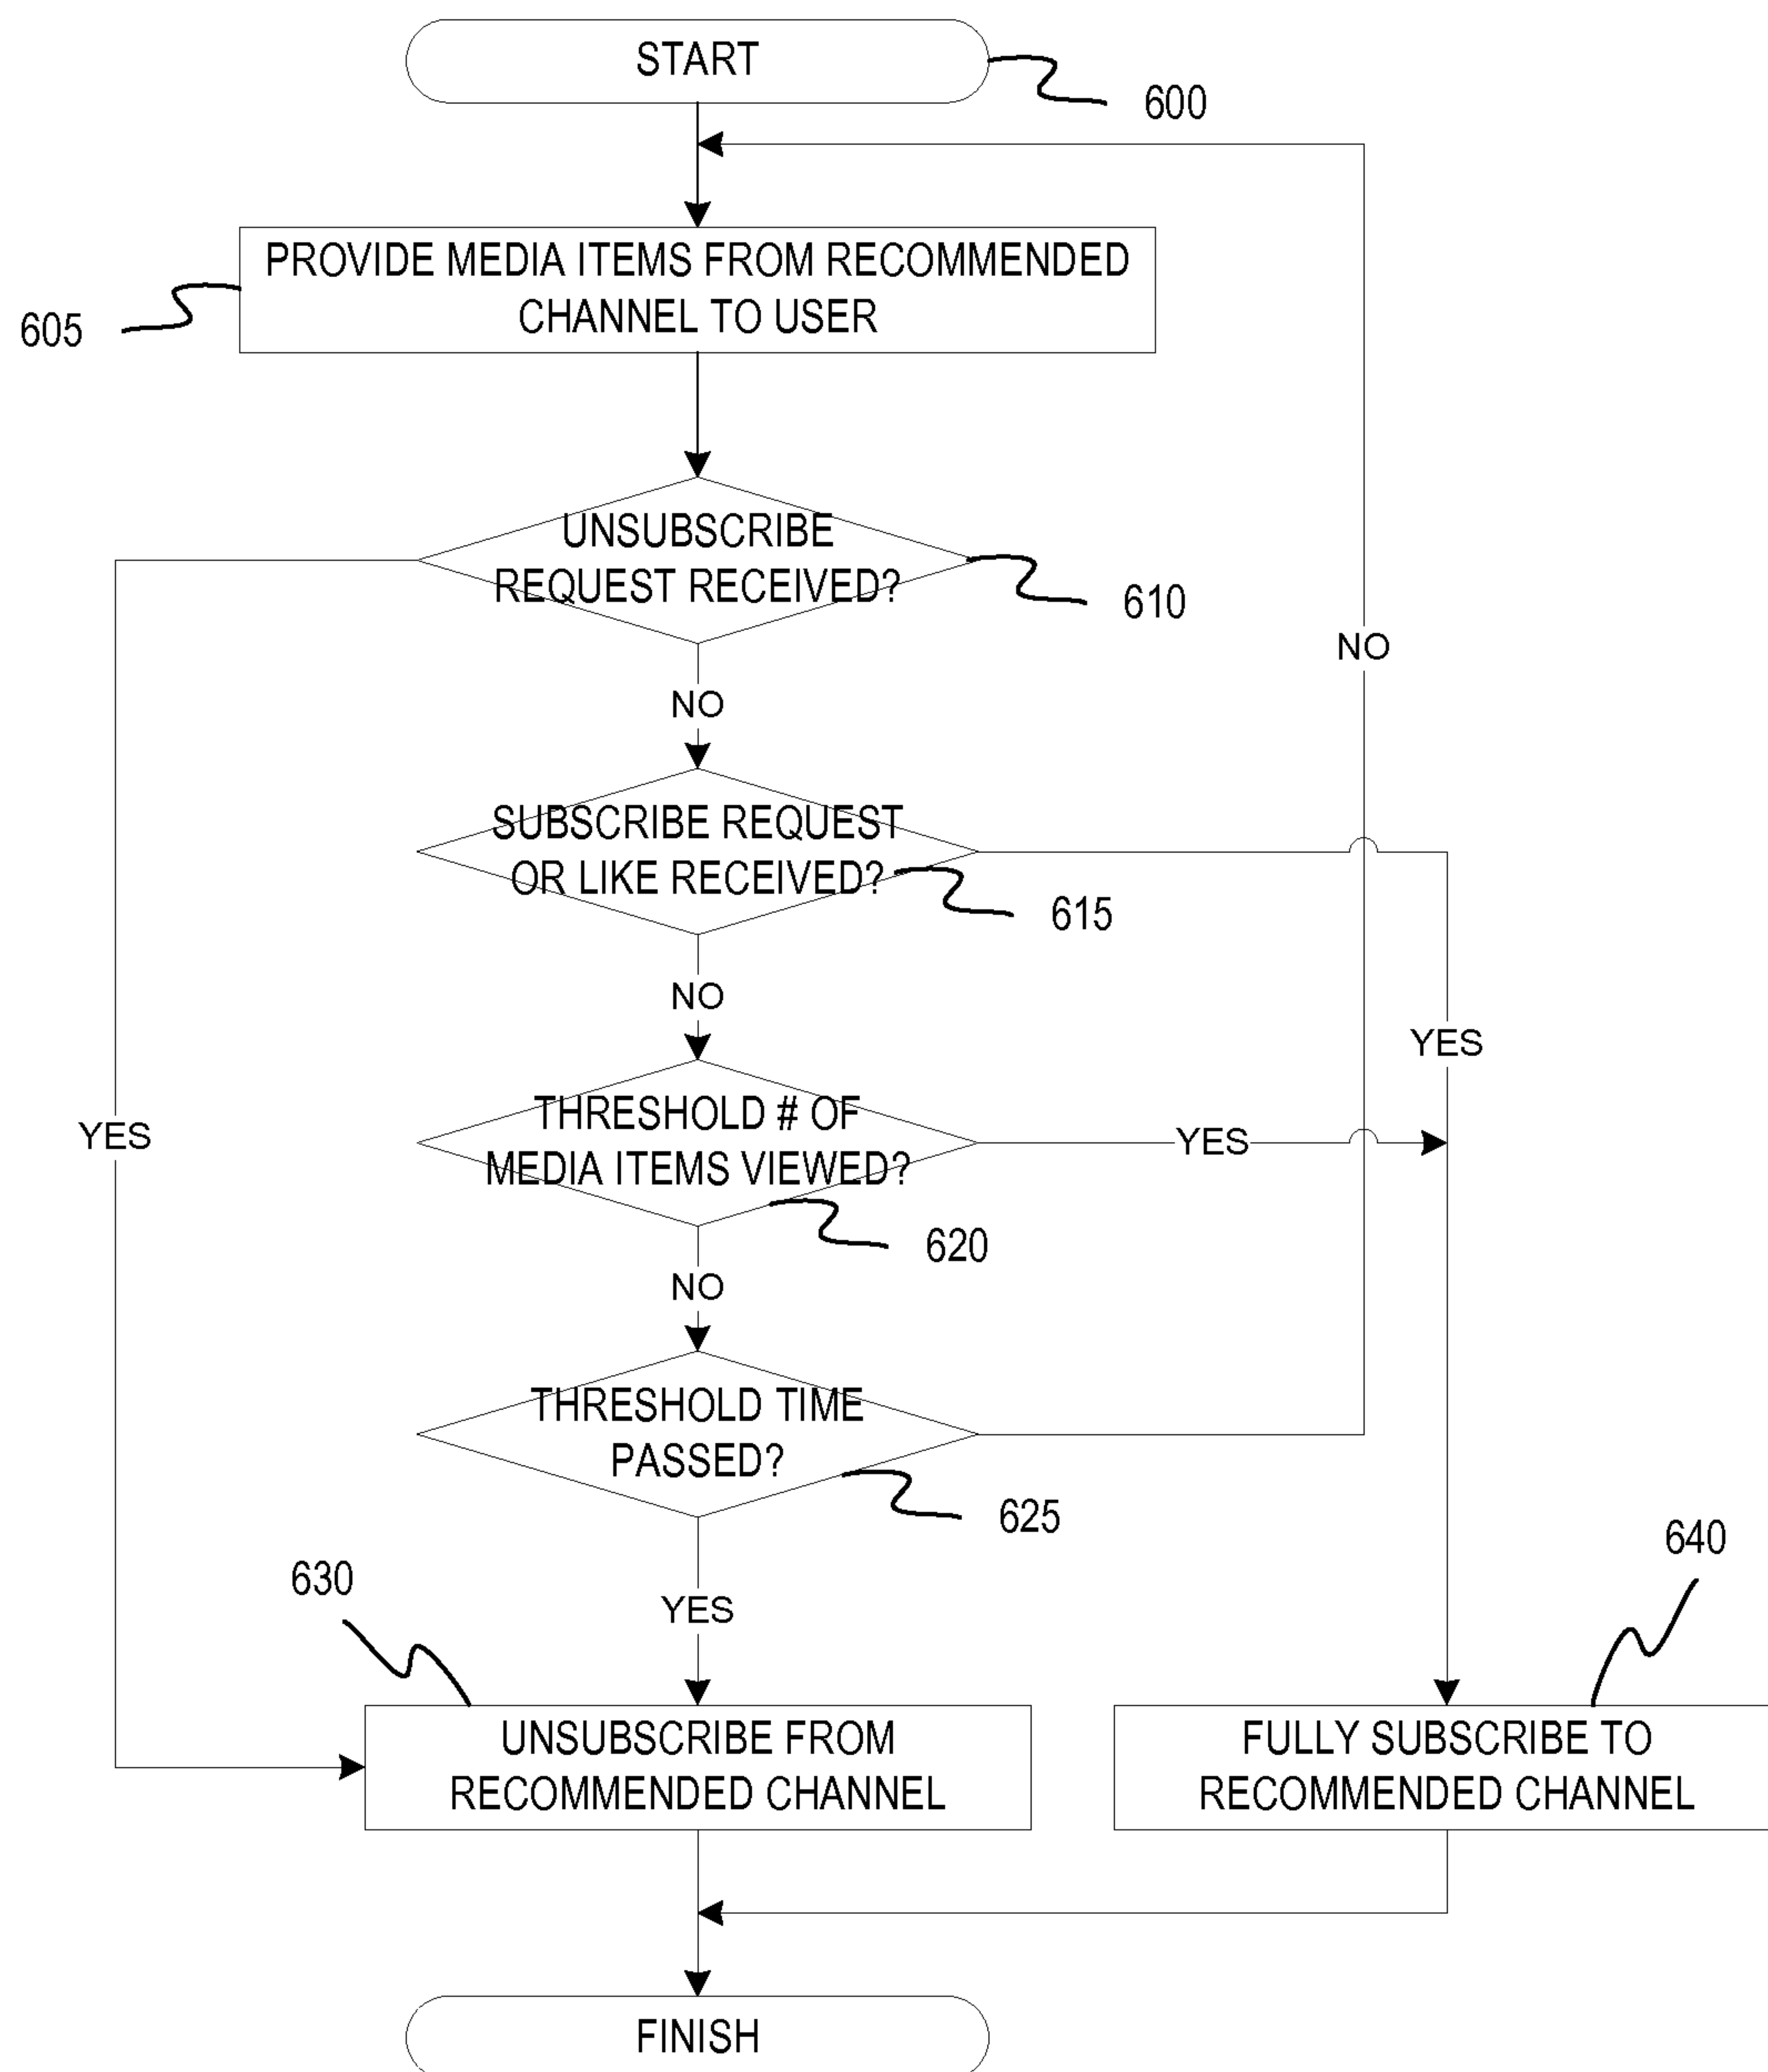 START
600
PROVIDE MEDIA ITEMS FROM RECOMMENDED
CHANNEL TO USER
605
UNSUBSCRIBE
REQUEST RECEIVED?
610
NO
NO
SUBSCRIBE REQUEST
OR LIKE RECEIVED?
615
NO
YES
THRESHOLD # OF
MEDIA ITEMS VIEWED?
YES
YES
620
NO
THRESHOLD TIME
PASSED?
625
YES
630
640
UNSUBSCRIBE FROM
RECOMMENDED CHANNEL
FULLY SUBSCRIBE TO
RECOMMENDED CHANNEL
FINISH